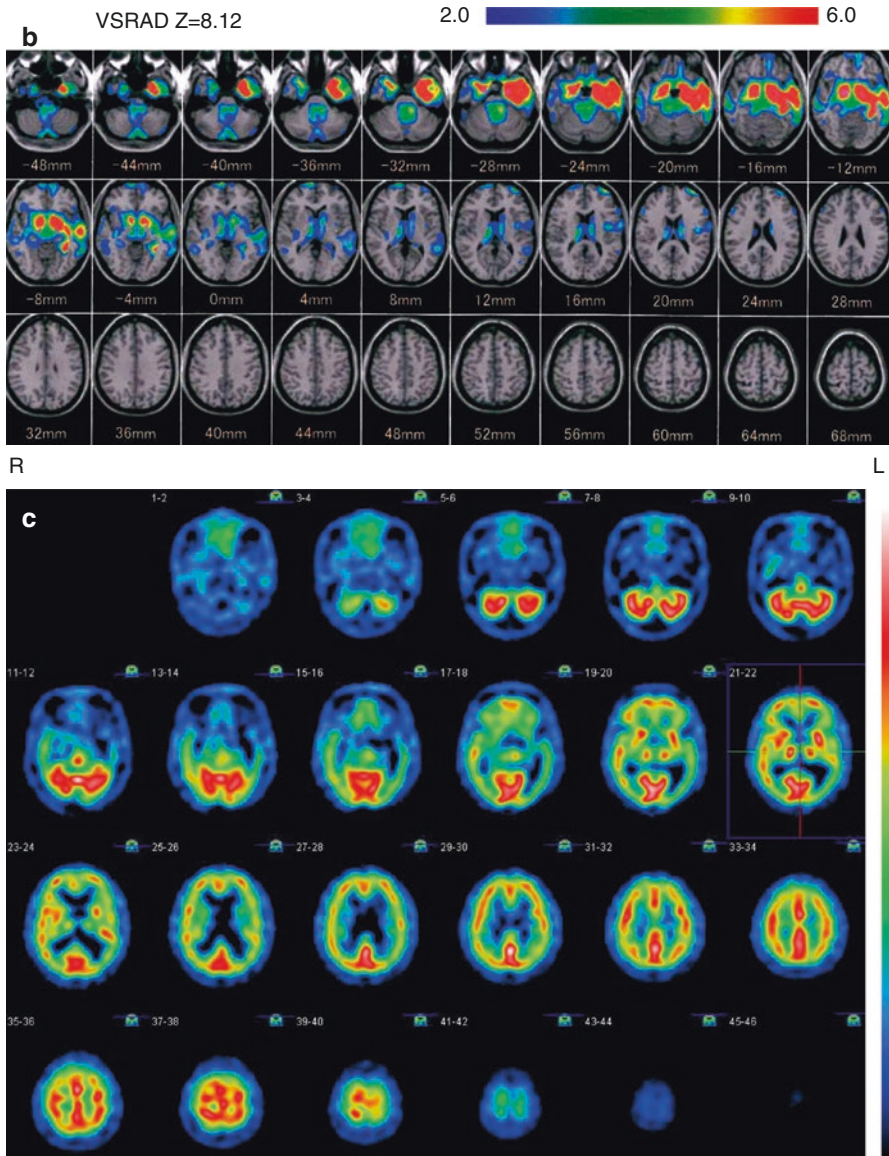 VSRAD Z=8.12
2.0 6.0
b
-48mm -44mm -40mm -36mm -32mm -28mm -24mm -20mm -16mm -12mm
-8mm -4mm 0mm 4mm 8mm 12mm 16mm 20mm 24mm 28mm
32mm 36mm 40mm 44mm 48mm 52mm 56mm 60mm 64mm 68mm
R L
c
1-2 3-4 5-6 7-8 9-10
11-12 13-14 15-16 17-18 19-20 21-22
23-24 25-26 27-28 29-30 31-32 33-34
35-36 37-38 39-40 41-42 43-44 45-46